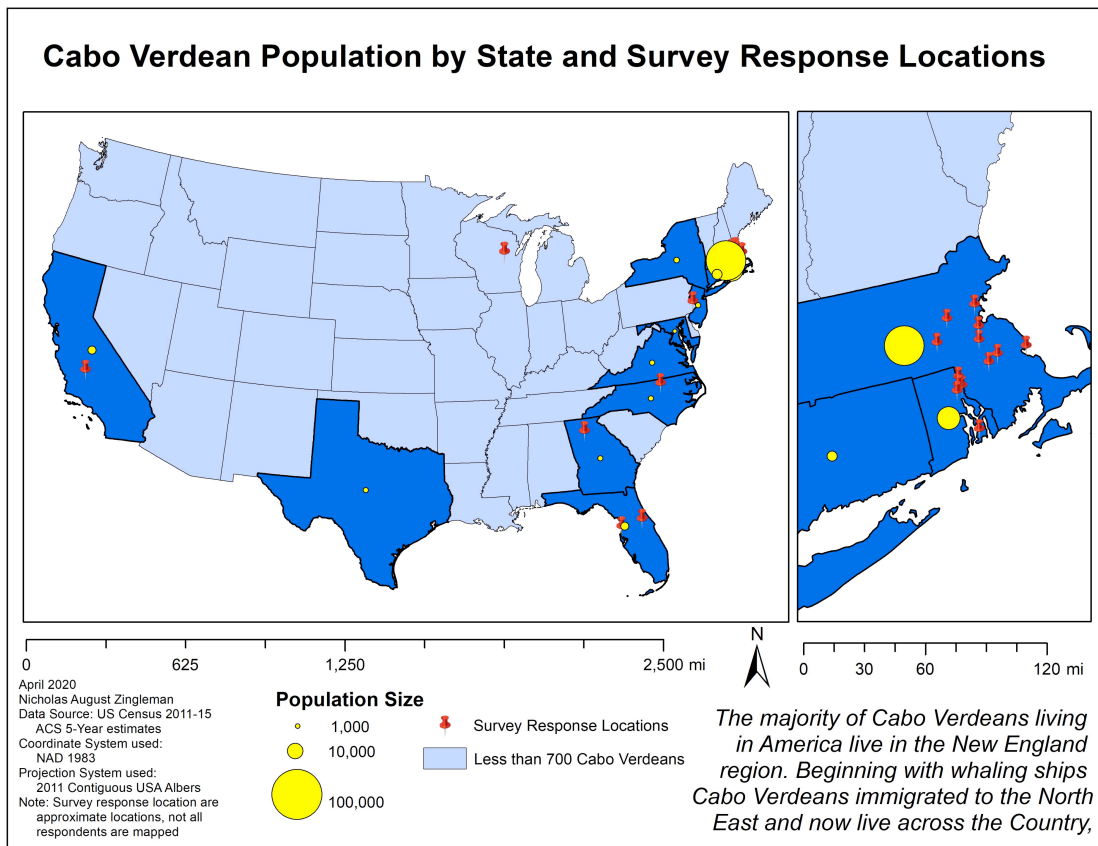 Cabo Verdean Population by State and Survey Response Locations
0 625 1,250 2,500 mi
N
0 30 60 120 mi
April 2020
Nicholas August Zingleman
Data Source: US Census 2011-15
ACS 5-Year estimates
Coordinate System used:
NAD 1983
Projection System used:
2011 Contiguous USA Albers
Note: Survey response location are
approximate locations, not all
respondents are mapped
Population Size
1,000
10,000
100,000
Survey Response Locations
Less than 700 Cabo Verdeans
The majority of Cabo Verdeans living
in America live in the New England
region. Beginning with whaling ships
Cabo Verdeans immigrated to the North
East and now live across the Country,